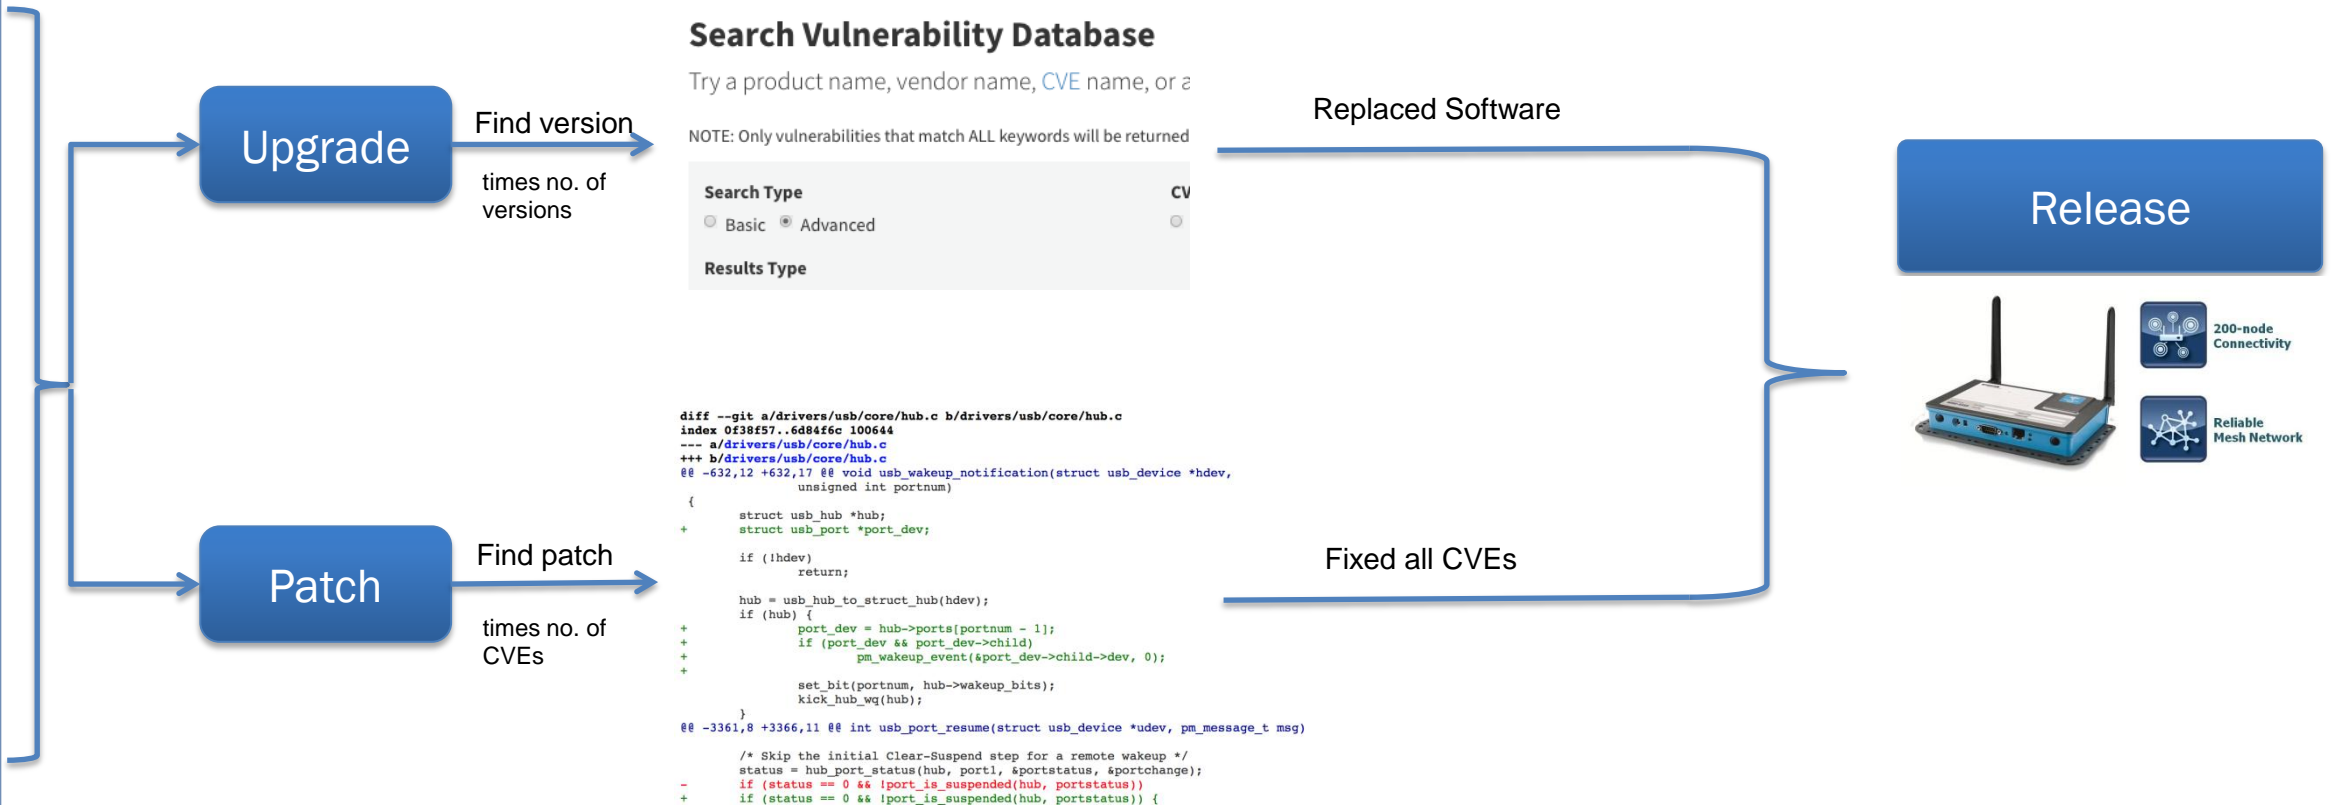 Search Vulnerability Database
Try a product name, vendor name, CVE name, or a
NOTE: Only vulnerabilities that match ALL keywords will be returned
Search Type
CV
Basic
Advanced
Results Type
Upgrade
Find version
times no. of
versions
Replaced Software
Release
200-node
Connectivity
Reliable
Mesh Network
Patch
Find patch
times no. of
CVEs
diff --git a/drivers/usb/core/hub.c b/drivers/usb/core/hub.c
index 0f38f57..6d84f6c 100644
--- a/drivers/usb/core/hub.c
+++ b/drivers/usb/core/hub.c
@@ -632,12 +632,17 @@ void usb_wakeup_notification(struct usb_device *hdev,
unsigned int portnum)
{
struct usb_hub *hub;
+ struct usb_port *port_dev;
if (!hdev)
return;
hub = usb_hub_to_struct_hub(hdev);
if (hub) {
+ port_dev = hub->ports[portnum - 1];
+ if (port_dev && port_dev->child)
+ pm_wakeup_event(&port_dev->child->dev, 0);
+
set_bit(portnum, hub->wakeup_bits);
kick_hub_wq(hub);
}
@@ -3361,8 +3366,11 @@ int usb_port_resume(struct usb_device *udev, pm_message_t msg)
/* Skip the initial Clear-Suspend step for a remote wakeup */
status = hub_port_status(hub, port1, &portstatus, &portchange);
- if (status == 0 && !port_is_suspended(hub, portstatus))
+ if (status == 0 && !port_is_suspended(hub, portstatus)) {
Fixed all CVEs